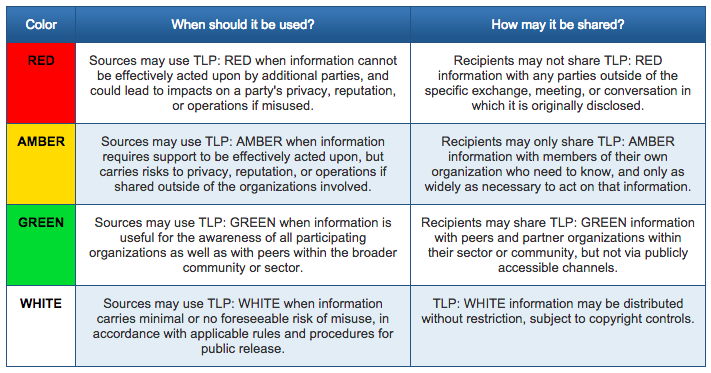 Color When should it be used? How may it be shared?
RED
Sources may use TLP: RED when information cannot
be effectively acted upon by additional parties, and
could lead to impacts on a party's privacy, reputation,
or operations if misused.
Recipients may not share TLP: RED
information with any parties outside of the
specific exchange, meeting, or conversation in
which it is originally disclosed.
AMBER
Sources may use TLP: AMBER when information
requires support to be effectively acted upon, but
carries risks to privacy, reputation, or operations if
shared outside of the organizations involved.
Recipients may only share TLP: AMBER
information with members of their own
organization who need to know, and only as
widely as necessary to act on that information.
GREEN
Sources may use TLP: GREEN when information is
useful for the awareness of all participating
organizations as well as with peers within the broader
community or sector.
Recipients may share TLP: GREEN information
with peers and partner organizations within
their sector or community, but not via publicly
accessible channels.
WHITE
Sources may use TLP: WHITE when information
carries minimal or no foreseeable risk of misuse, in
accordance with applicable rules and procedures for
public release.
TLP: WHITE information may be distributed
without restriction, subject to copyright controls.